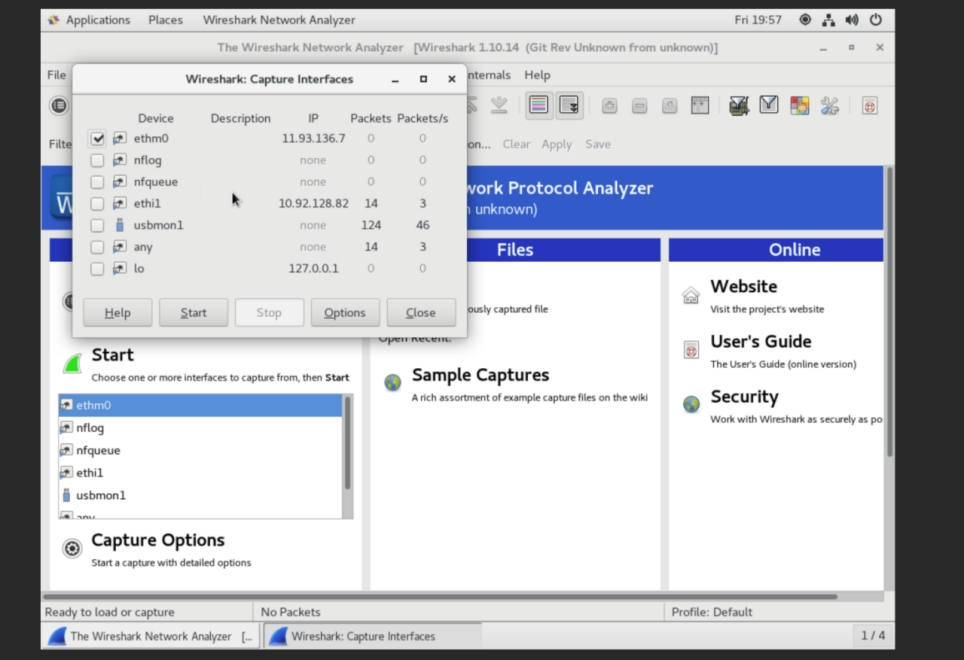 Applications Places Wireshark Network Analyzer Fri 19:57
The Wireshark Network Analyzer [Wireshark 1.10.14 (Git Rev Unknown from unknown)]
File
nternals Help
Wireshark: Capture Interfaces
Device Description IP Packets Packets/s
ethm0 11.93.136.7 0 0
nflog none 0 0
nfqueue none 0 0
ethi1 10.92.128.82 14 3
usbmon1 none 124 46
any none 14 3
lo 127.0.0.1 0 0
Help Start Stop Options Close
Filte
on... Clear Apply Save
W
work Protocol Analyzer
unknown)
Start
Choose one or more interfaces to capture from, then Start
ethm0
nflog
nfqueue
ethi1
usbmon1
any
Capture Options
Start a capture with detailed options
Files
ously captured file
Open Recent:
Sample Captures
A rich assortment of example capture files on the wiki
Online
Website
Visit the project's website
User's Guide
The User's Guide (online version)
Security
Work with Wireshark as securely as po
Ready to load or capture No Packets Profile: Default
The Wireshark Network Analyzer [... Wireshark: Capture Interfaces 1 / 4